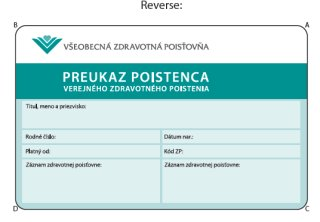 Reverse:
B A
VŠEOBECNÁ ZDRAVOTNÁ POISŤOVŇA
PREUKAZ POISTENCA
VEREJNÉHO ZDRAVOTNÉHO POISTENIA
Titul, meno a priezvisko:
Rodné číslo: Dátum nar.:
Platný od: Kód ZP:
Záznam zdravotnej poisťovne: Záznam zdravotnej poisťovne:
D C